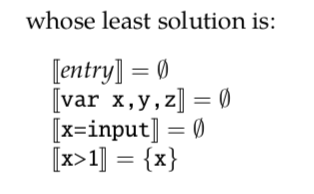 whose least solution is:
⟦entry⟧ = ∅
⟦var x,y,z⟧ = ∅
⟦x=input⟧ = ∅
⟦x>1⟧ = {x}